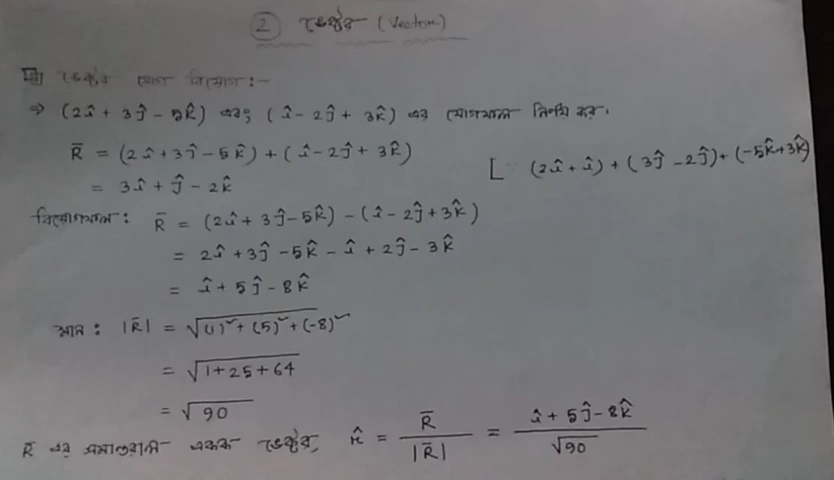 ② ভেক্টর (Vector)
ভেক্টর যোগ বিয়োগ :-
⇒ (2î + 3ĵ - 5k̂) এবং (î - 2ĵ + 3k̂) এর যোগফল নির্ণয় কর.
R̄ = (2î + 3ĵ - 5k̂) + (î - 2ĵ + 3k̂) [ (2î + î) + (3ĵ - 2ĵ) + (-5k̂ + 3k̂)
= 3î + ĵ - 2k̂
বিয়োগফল : R̄ = (2î + 3ĵ - 5k̂) - (î - 2ĵ + 3k̂)
= 2î + 3ĵ - 5k̂ - î + 2ĵ - 3k̂
= î + 5ĵ - 8k̂
মান : |R̄| = √(1)² + (5)² + (-8)²
= √1 + 25 + 64
= √90
R̄ এর সমান্তরাল একক ভেক্টর, r̂ = R̄ / |R̄| = î + 5ĵ - 8k̂ / √90